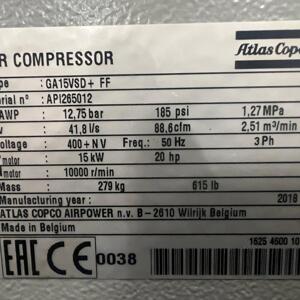 R COMPRESSOR Atlas Copc
pe : GA15VSD+ FF
erial n° : API265012
AWP : 12,75 bar 185 psi 1,27 MPa
: 41,8 l/s 88,6 cfm 2,51 m³/min
oltage : 400+N V Freq.: 50 Hz 3 Ph
motor : 15 kW 20 hp
motor : 10000 r/min
Mass : 279 kg 615 lb
Manufacturing year : 2018
ATLAS COPCO AIRPOWER n.v. B-2610 Wilrijk Belgium
Made in Belgium
EAC CE 0038
1625 4600 10